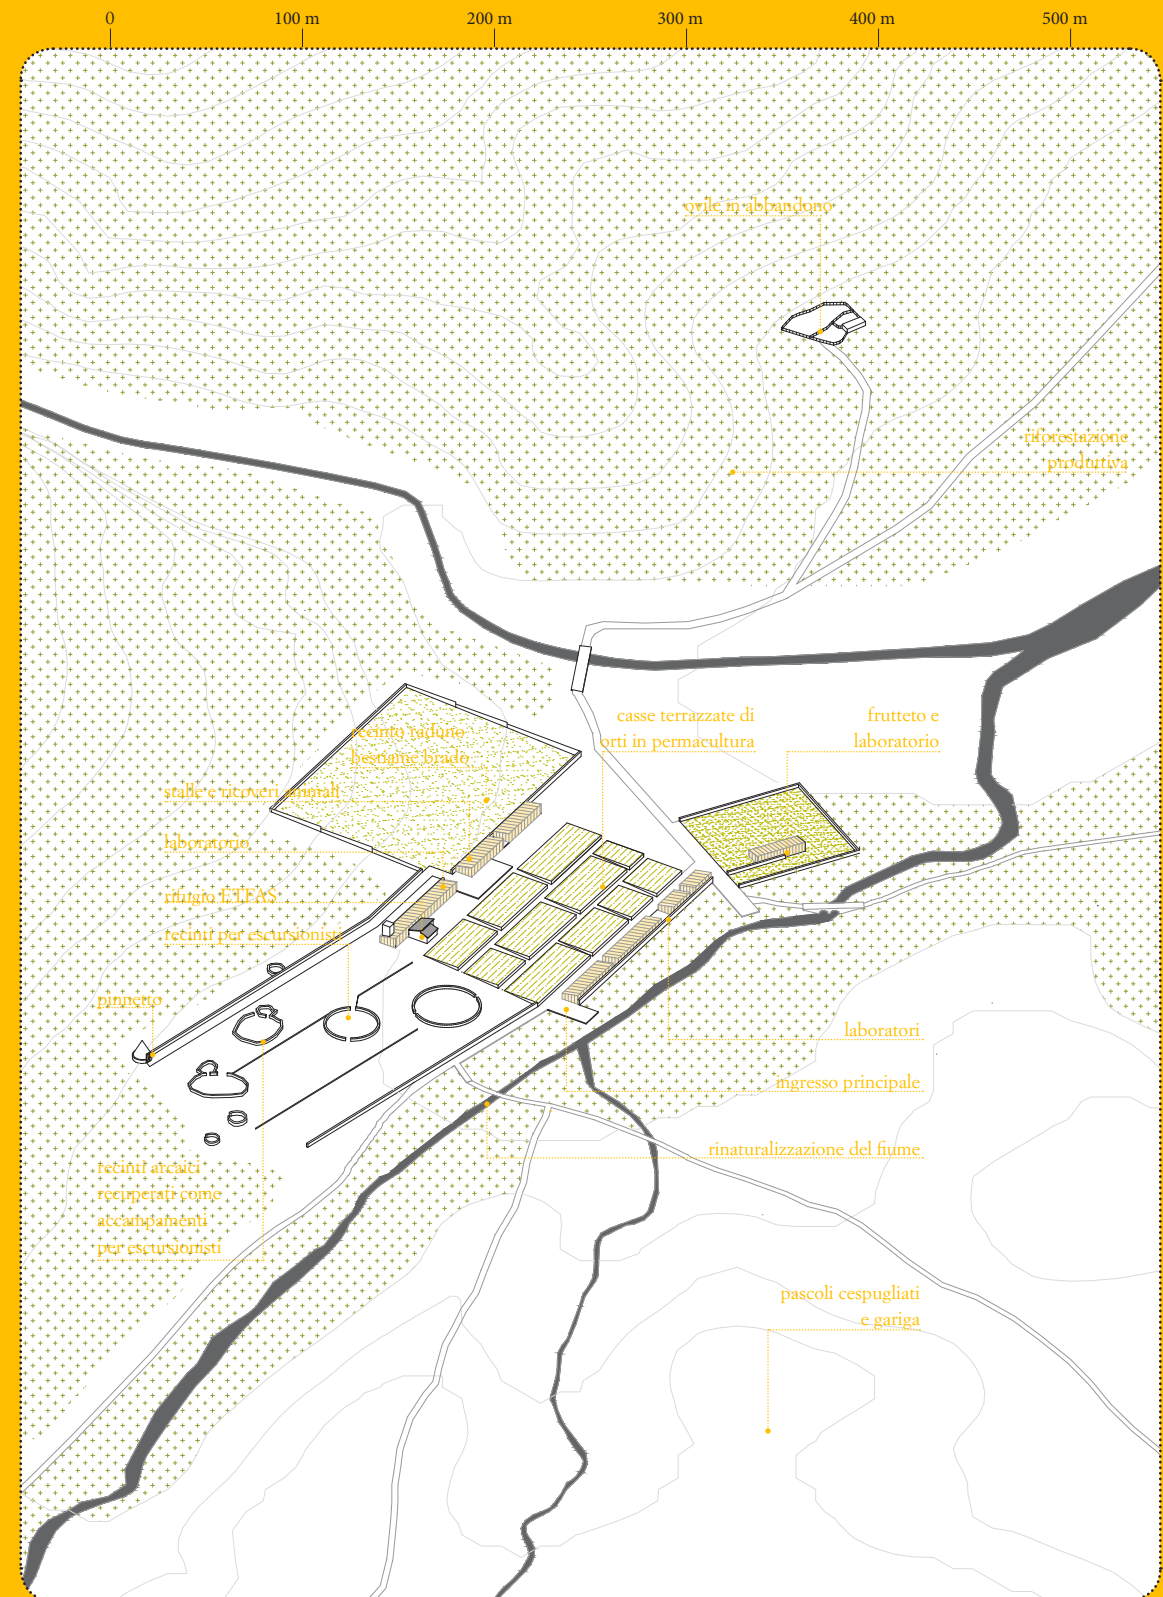 0 100 m 200 m 300 m 400 m 500 m
ovile in abbandono
riforestazione
produttiva
casse terrazzate di
orti in permacultura
frutteto e
laboratorio
recinto raduno
bestiame brado
stalle e ricoveri animali
laboratorio
rifugio ETFAS
recinti per escursionisti
pinnetto
laboratori
ingresso principale
rinaturalizzazione del fiume
recinti arcaici
recuperati come
accampamenti
per escursionisti
pascoli cespugliati
e gariga